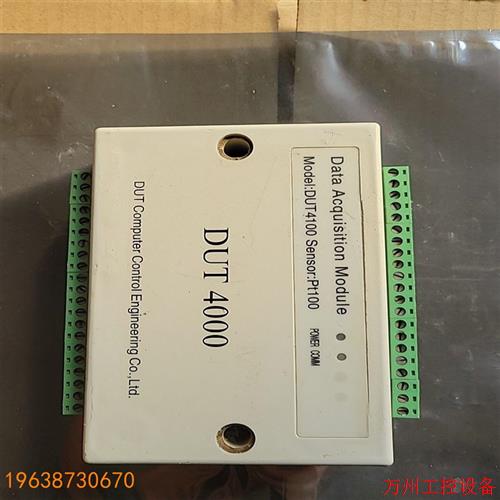 Data Acquisition Module
Model:DUT4100 Sensor:Pt100
POWER COMM
DUT 4000
DUT Computer Control Engineering Co.,Ltd.
19638730670
万州工控设备